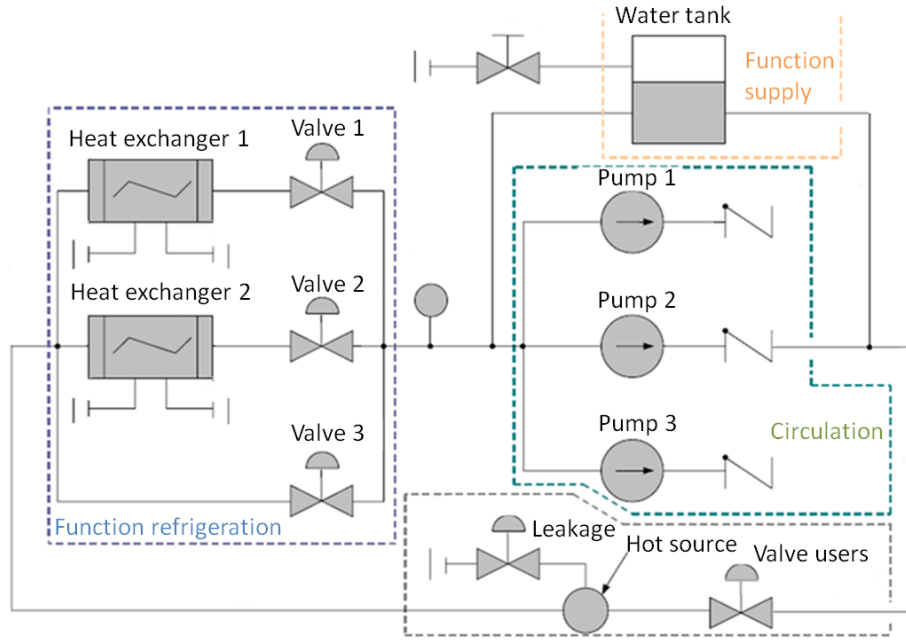 Water tank
Function
supply
Heat exchanger 1
Valve 1
Pump 1
Heat exchanger 2
Valve 2
Pump 2
Valve 3
Pump 3
Circulation
Function refrigeration
Leakage
Hot source
Valve users